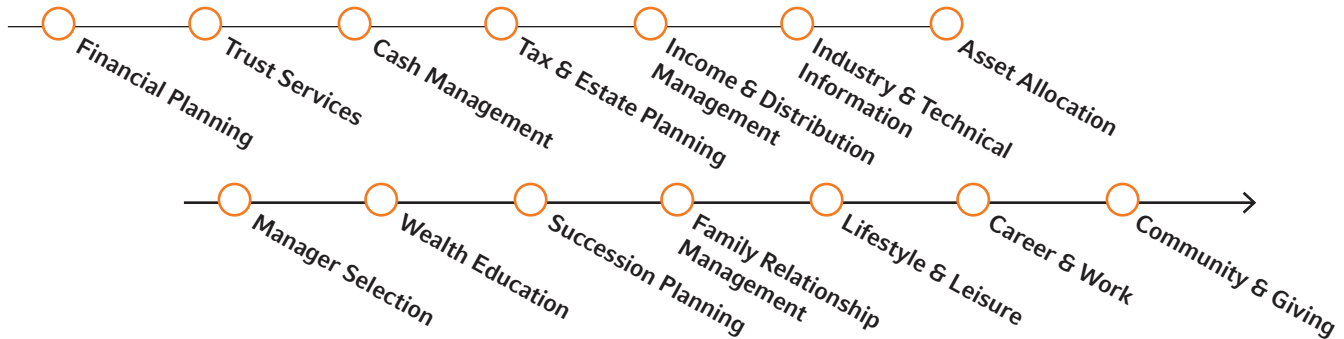 Financial Planning
Trust Services
Cash Management
Tax & Estate Planning
Income & Distribution
Management
Industry & Technical
Information
Asset Allocation
Manager Selection
Wealth Education
Succession Planning
Family Relationship
Management
Lifestyle & Leisure
Career & Work
Community & Giving